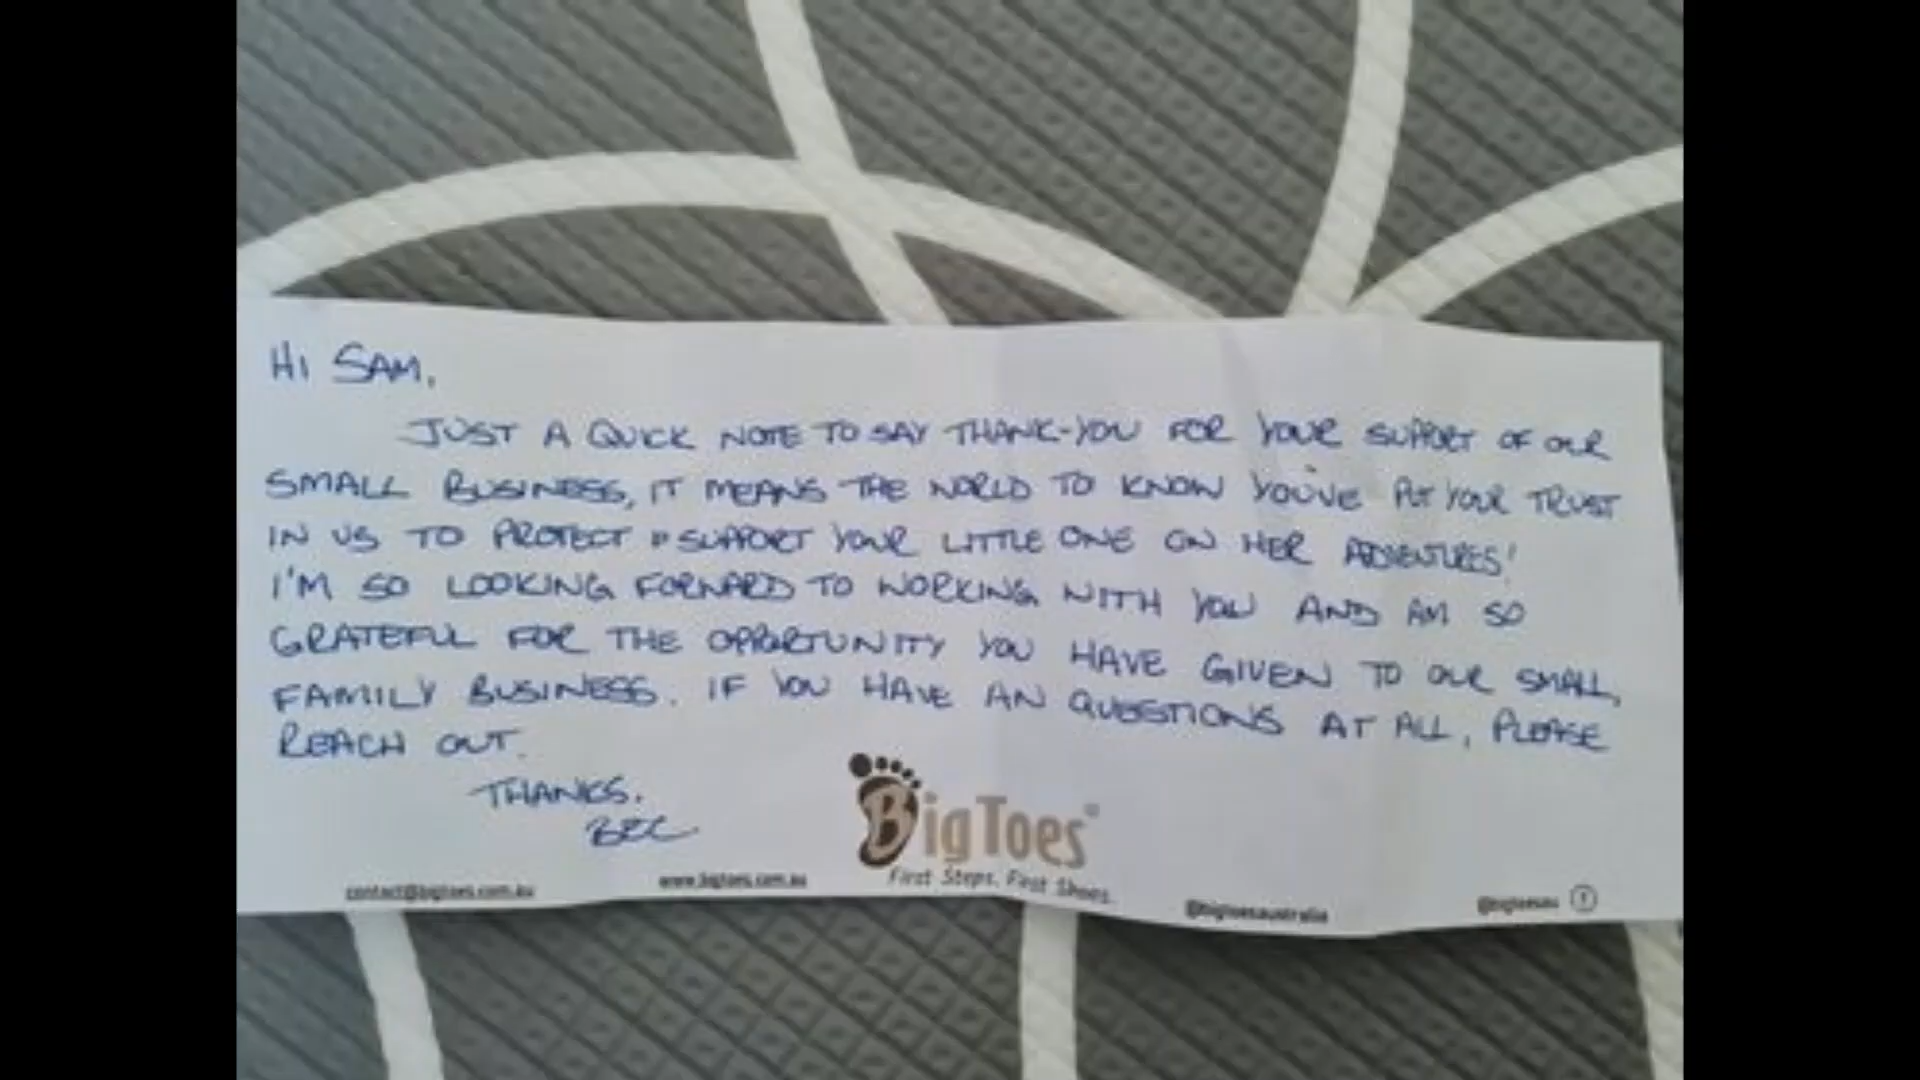 HI SAM,
JUST A QUICK NOTE TO SAY THANK-YOU FOR YOUR SUPPORT OF OUR
SMALL BUSINESS, IT MEANS THE WORLD TO KNOW YOU'VE PUT YOUR TRUST
IN US TO PROTECT & SUPPORT YOUR LITTLE ONE ON HER ADVENTURES!
I'M SO LOOKING FORWARD TO WORKING WITH YOU AND AM SO
GRATEFUL FOR THE OPPORTUNITY YOU HAVE GIVEN TO OUR SMALL,
FAMILY BUSINESS. IF YOU HAVE AN QUESTIONS AT ALL, PLEASE
REACH OUT.
THANKS.
BEC
BigToes®
First Steps. First Shoes.
contact@bigtoes.com.au www.bigtoes.com.au @bigtoesaustralia @bigtoesau f